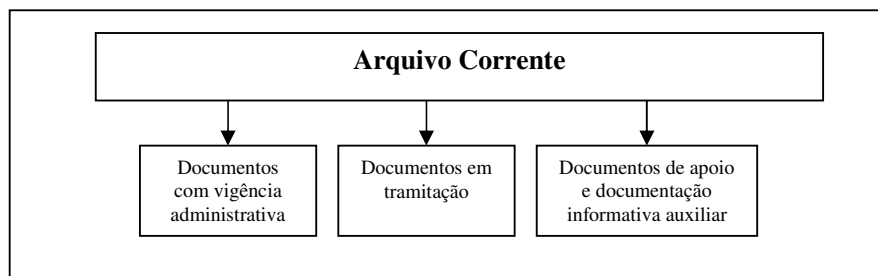 Arquivo Corrente
Documentos
com vigência
administrativa
Documentos em
tramitação
Documentos de apoio
e documentação
informativa auxiliar